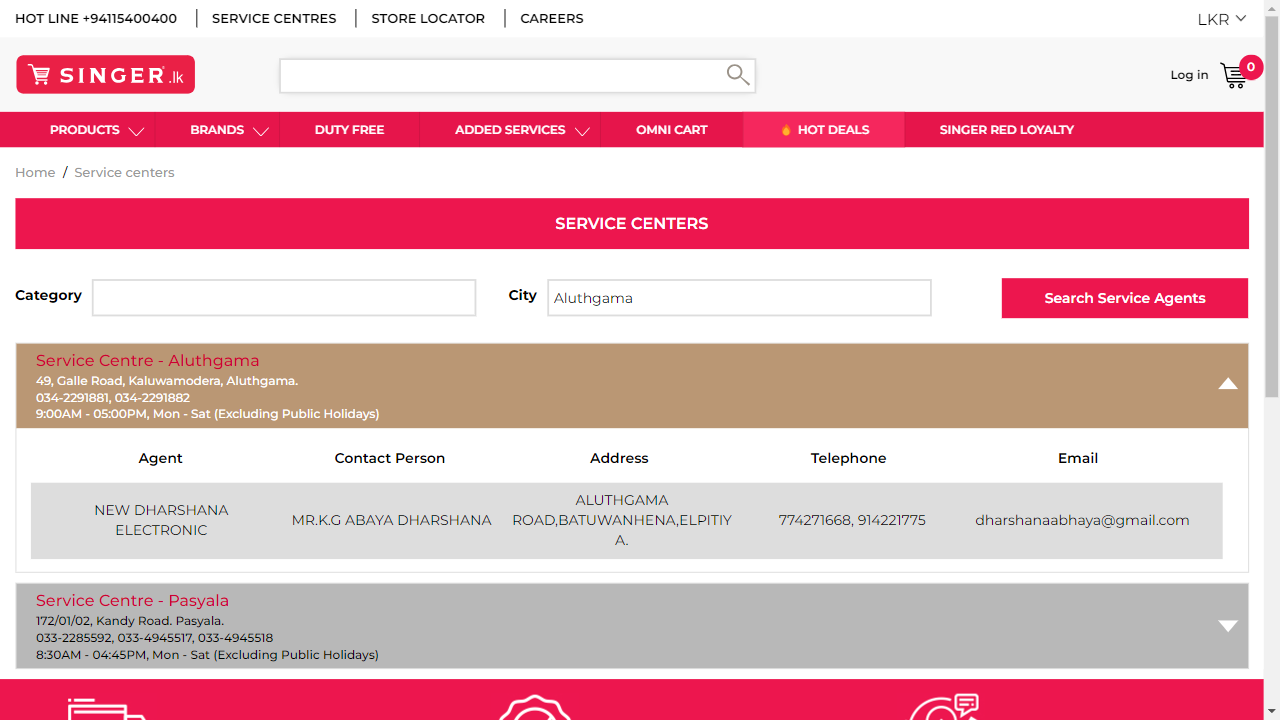 HOT LINE +94115400400
SERVICE CENTRES
STORE LOCATOR
CAREERS
LKR
SINGER.lk
Log in
0
PRODUCTS
BRANDS
DUTY FREE
ADDED SERVICES
OMNI CART
HOT DEALS
SINGER RED LOYALTY
Home / Service centers
SERVICE CENTERS
Category
City
Aluthgama
Search Service Agents
Service Centre - Aluthgama
49, Galle Road, Kaluwamodera, Aluthgama.
034-2291881, 034-2291882
9:00AM - 05:00PM, Mon - Sat (Excluding Public Holidays)
Agent
Contact Person
Address
Telephone
Email
NEW DHARSHANA
ELECTRONIC
MR.K.G ABAYA DHARSHANA
ALUTHGAMA
ROAD,BATUWANHENA,ELPITIY
A.
774271668, 914221775
dharshanaabhaya@gmail.com
Service Centre - Pasyala
172/01/02, Kandy Road. Pasyala.
033-2285592, 033-4945517, 033-4945518
8:30AM - 04:45PM, Mon - Sat (Excluding Public Holidays)